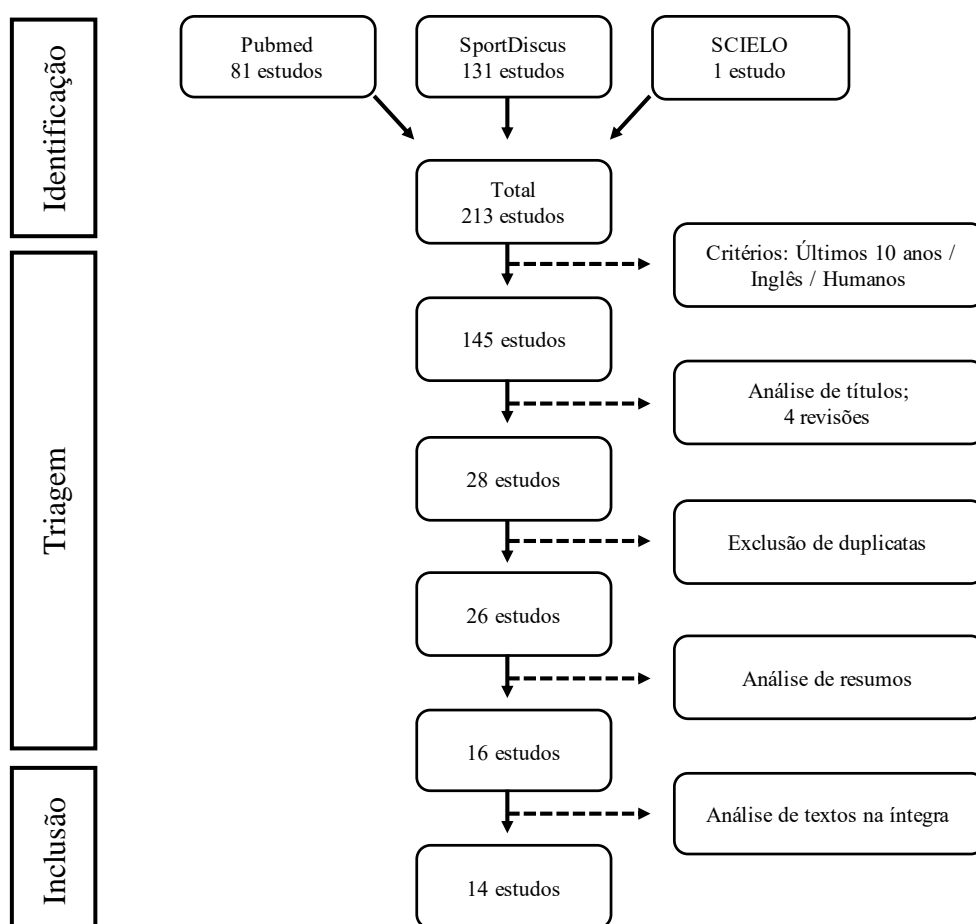 Identificação
Pubmed
81 estudos
SportDiscus
131 estudos
SCIELO
1 estudo
Total
213 estudos
Triagem
Critérios: Últimos 10 anos /
Inglês / Humanos
145 estudos
Análise de títulos;
4 revisões
28 estudos
Exclusão de duplicatas
26 estudos
Análise de resumos
16 estudos
Inclusão
Análise de textos na íntegra
14 estudos